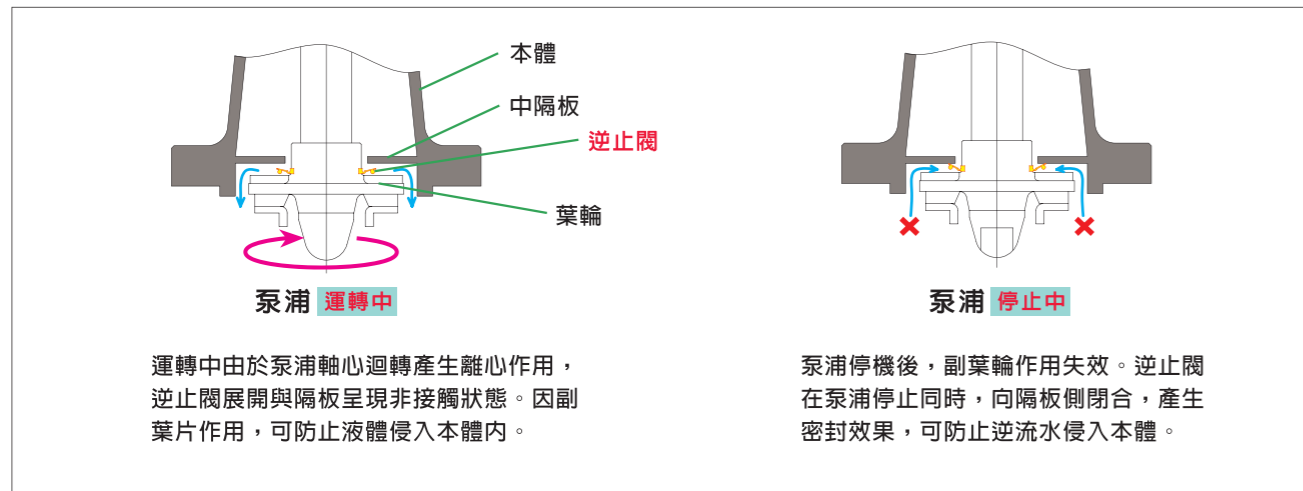 本體
中隔板
逆止閥
葉輪
泵浦 運轉中
運轉中由於泵浦軸心迴轉產生離心作用，
逆止閥展開與隔板呈現非接觸狀態。因副
葉片作用，可防止液體侵入本體內。
泵浦 停止中
泵浦停機後，副葉輪作用失效。逆止閥
在泵浦停止同時，向隔板側閉合，產生
密封效果，可防止逆流水侵入本體。